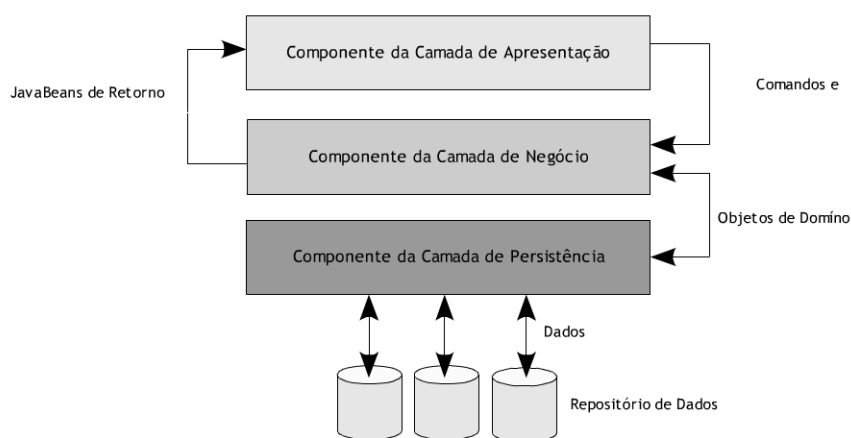 Componente da Camada de Apresentação
JavaBeans de Retorno
Comandos e
Componente da Camada de Negócio
Objetos de Domíno
Componente da Camada de Persistência
Dados
Repositório de Dados